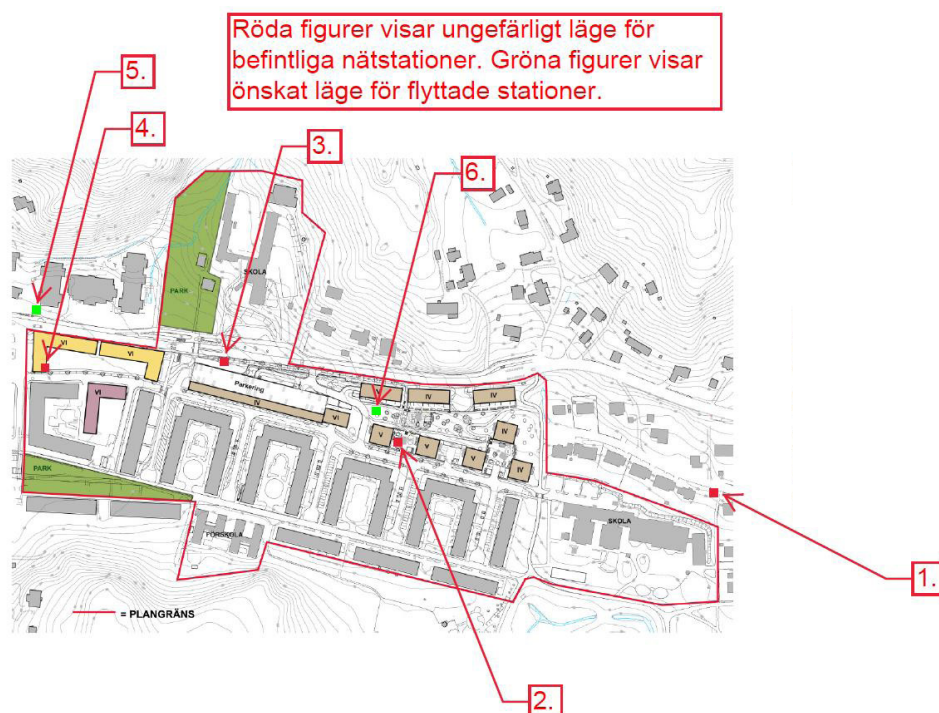 Röda figurer visar ungefärligt läge för
befintliga nätstationer. Gröna figurer visar
önskat läge för flyttade stationer.
5.
4.
3.
6.
SKOLA
PARK
VI
VI
Parkering
IV
VI
VI
IV
IV
IV
V
V
V
IV
IV
PARK
FÖRSKOLA
SKOLA
1.
= PLANGRÄNS
2.